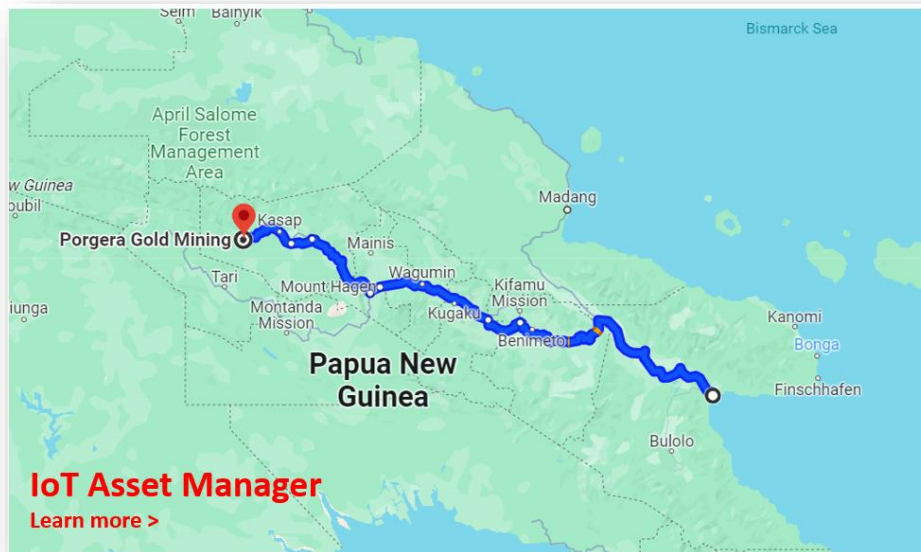 Seim
Bainyik
Bismarck Sea
April Salome
Forest
Management
Area
w Guinea
oubil
Madang
Kasap
Porgera Gold Mining
Mainis
Tari
Mount Hagen
Wagumin
Kifamu
Mission
iunga
Montanda
Mission
Kugaku
Kanomi
Benimeto
Bonga
Papua New
Guinea
Finschhafen
Bulolo
IoT Asset Manager
Learn more >